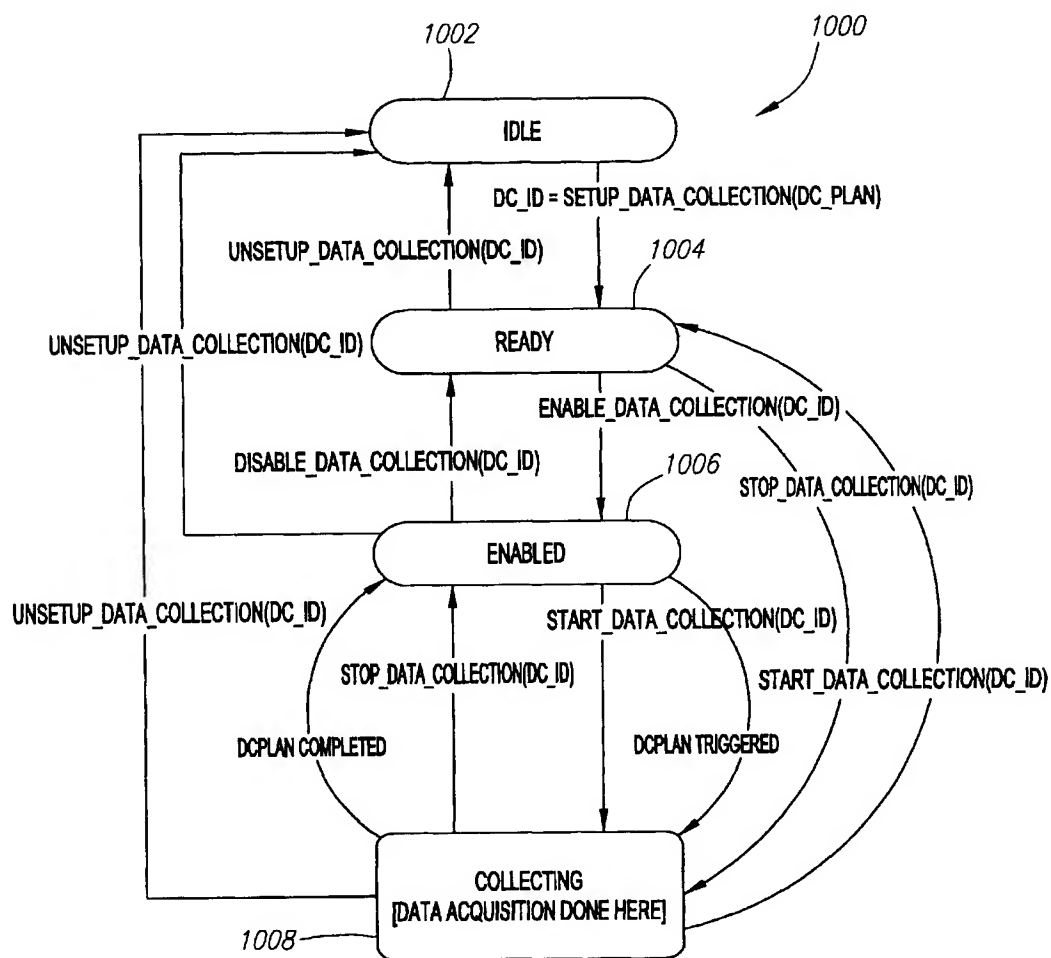 1002
1000
IDLE
DC_ID = SETUP_DATA_COLLECTION(DC_PLAN)
UNSETUP_DATA_COLLECTION(DC_ID)
1004
UNSETUP_DATA_COLLECTION(DC_ID)
READY
ENABLE_DATA_COLLECTION(DC_ID)
DISABLE_DATA_COLLECTION(DC_ID)
1006
STOP_DATA_COLLECTION(DC_ID)
ENABLED
UNSETUP_DATA_COLLECTION(DC_ID)
START_DATA_COLLECTION(DC_ID)
STOP_DATA_COLLECTION(DC_ID)
START_DATA_COLLECTION(DC_ID)
DCPLAN COMPLETED
DCPLAN TRIGGERED
COLLECTING
[DATA ACQUISITION DONE HERE]
1008